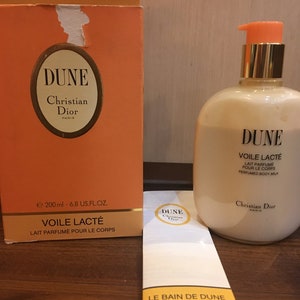 DUNE
Christian
Dior
PARIS
e 200 ml - 6.8 US.FL.OZ.
VOILE LACTÉ
LAIT PARFUMÉ POUR LE CORPS
DUNE
VOILE LACTÉ
LAIT PARFUMÉ
POUR LE CORPS
PERFUMED BODY MILK
Christian Dior
PARIS
DUNE
LE BAIN DE DUNE